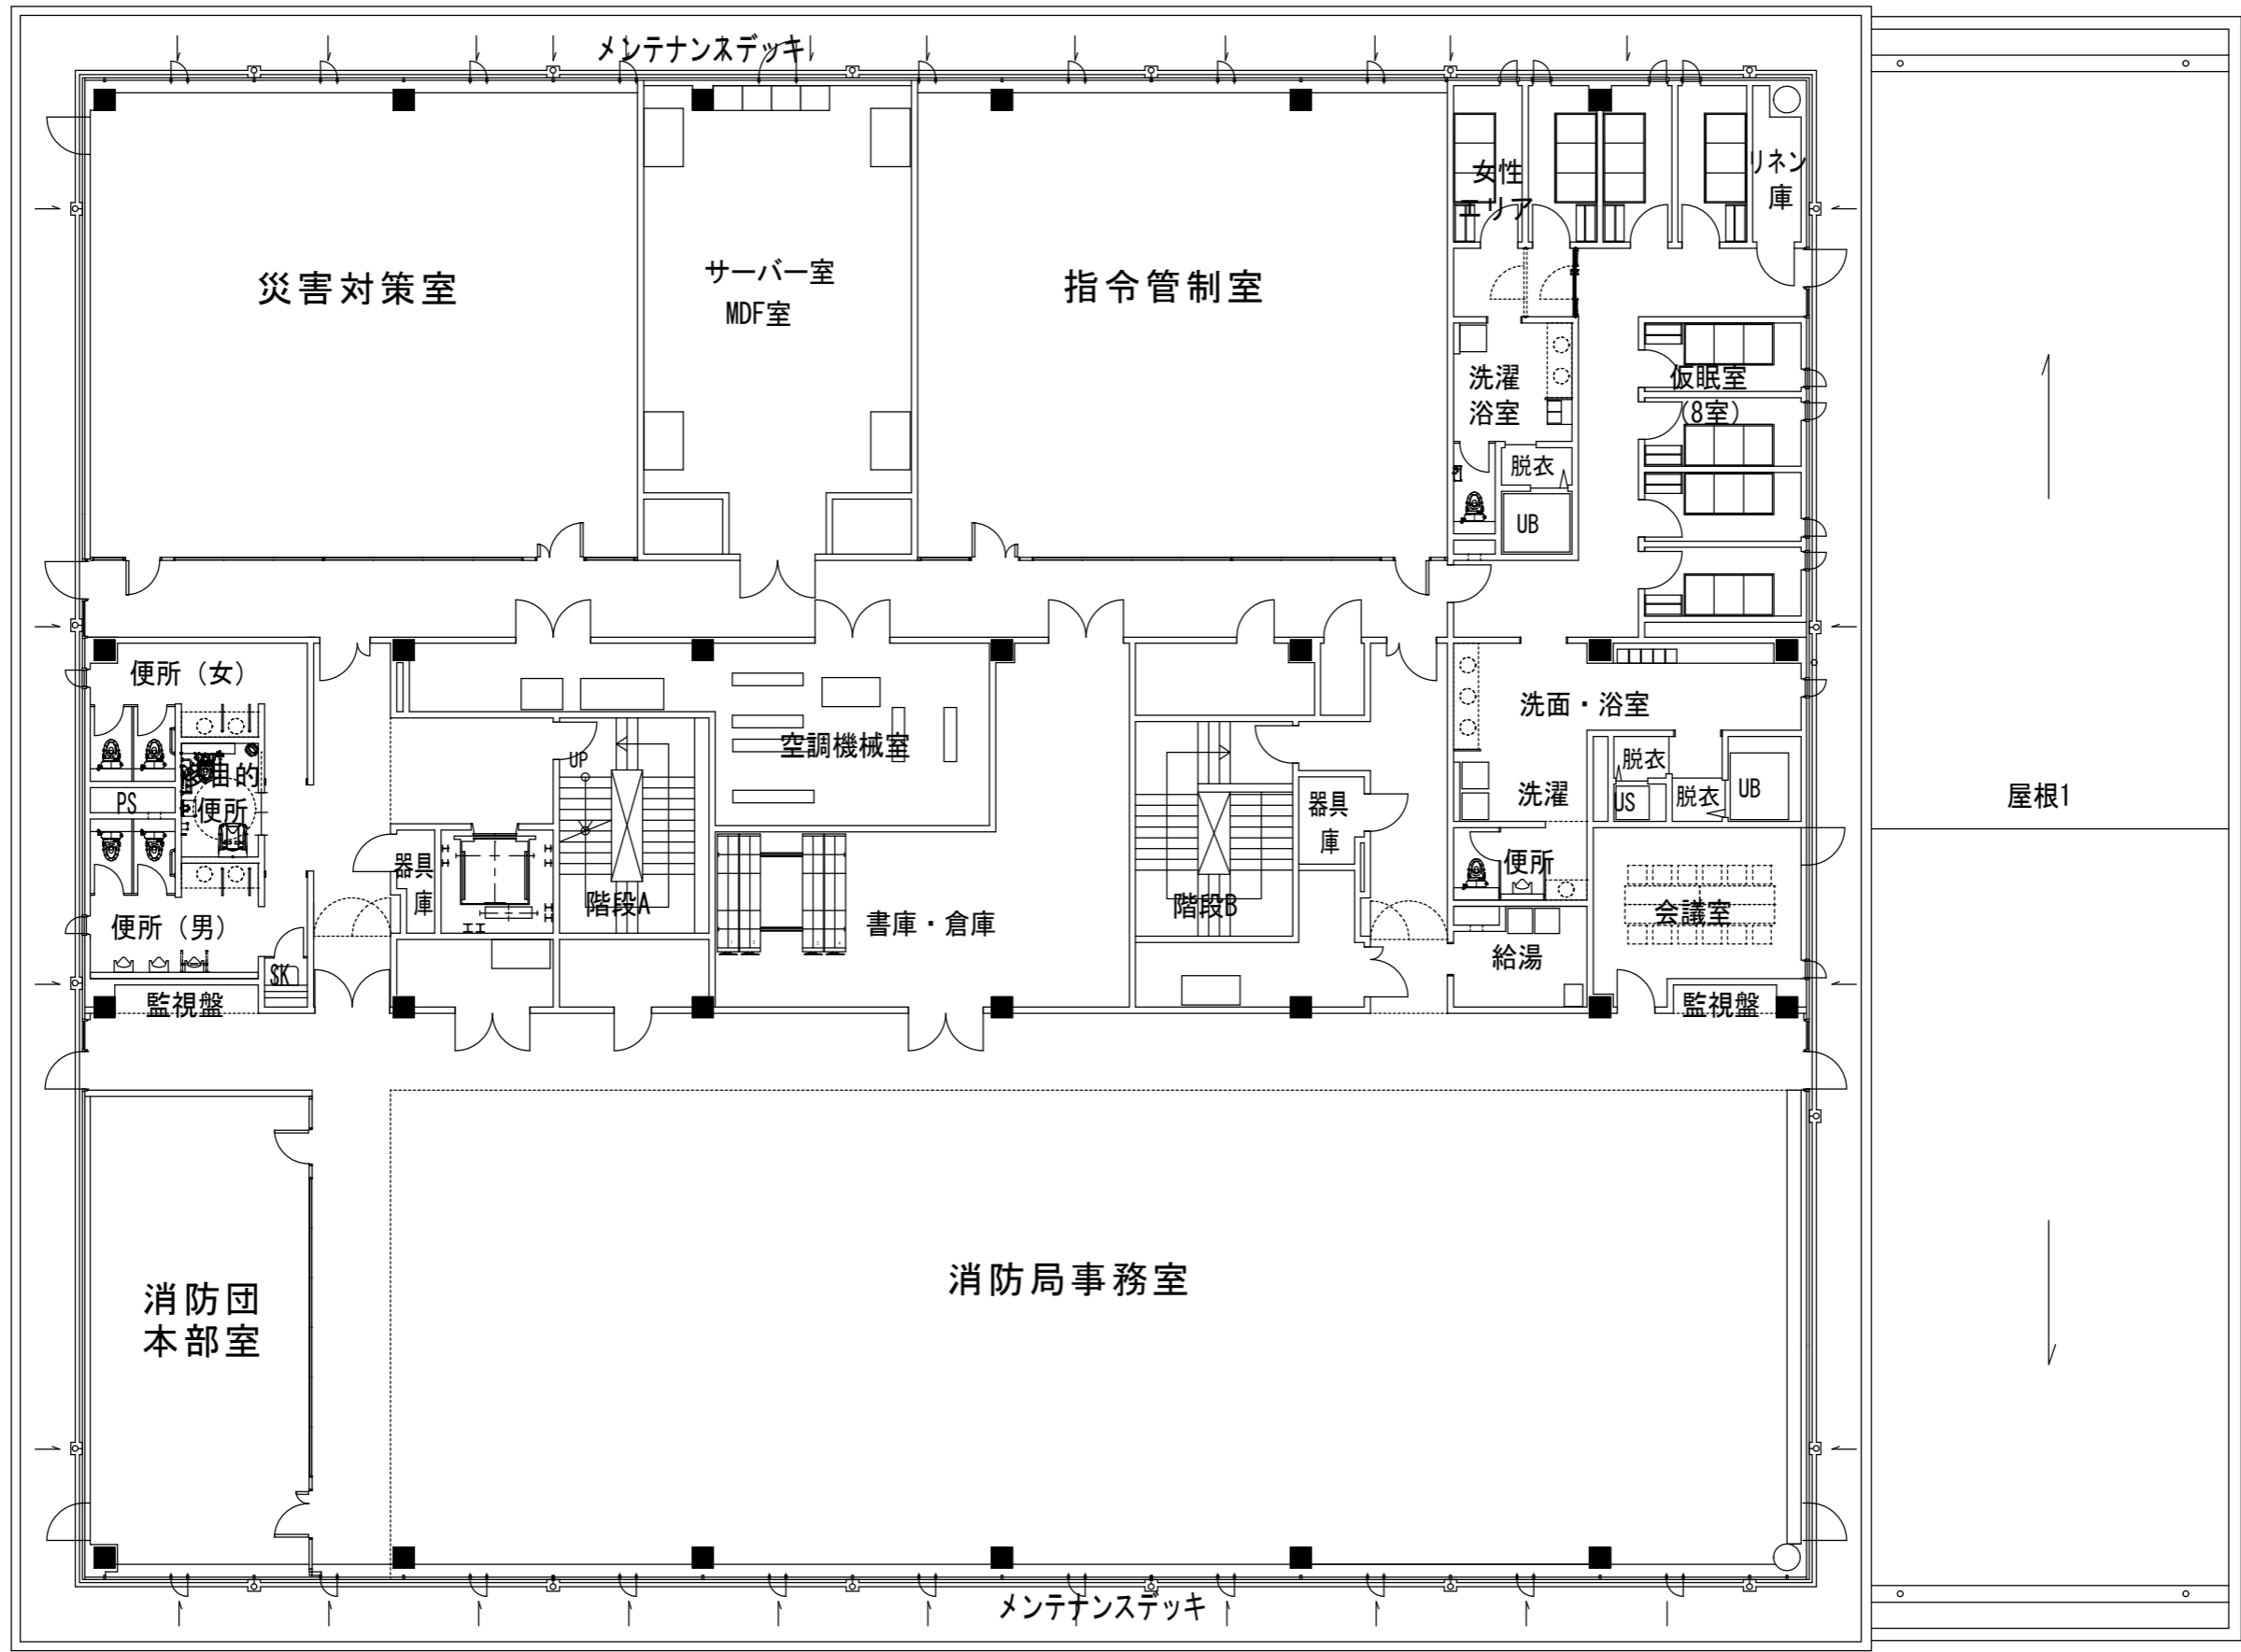 メンテナンスデッキ
女性
エリア
リネン
庫
災害対策室
サーバー室
MDF室
指令管制室
洗濯
浴室
仮眠室
(8室)
脱衣
UB
便所（女）
洗面・浴室
UP
空調機械室
多目的
便所
PS
脱衣
洗濯
US
脱衣
UB
屋根1
器具
庫
器具
庫
便所
階段A
階段B
書庫・倉庫
会議室
便所（男）
給湯
SK
監視盤
監視盤
消防局事務室
消防団
本部室
メンテナンスデッキ